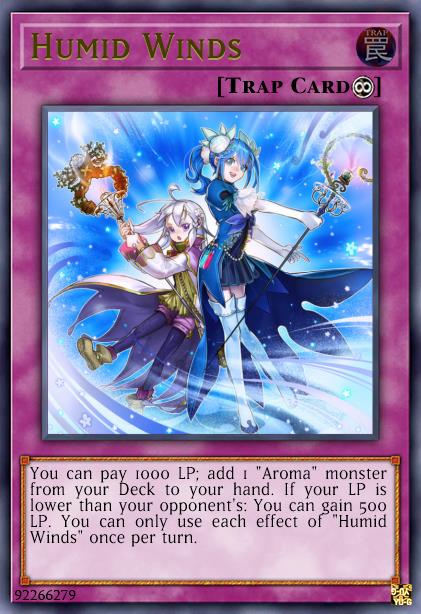 Humid Winds
TRAP
罠
[Trap Card]
You can pay 1000 LP; add 1 "Aroma" monster
from your Deck to your hand. If your LP is
lower than your opponent's: You can gain 500
LP. You can only use each effect of "Humid
Winds" once per turn.
92266279